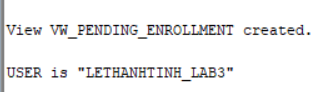 View VW_PENDING_ENROLLMENT created.
USER is "LETHANHTINH_LAB3"